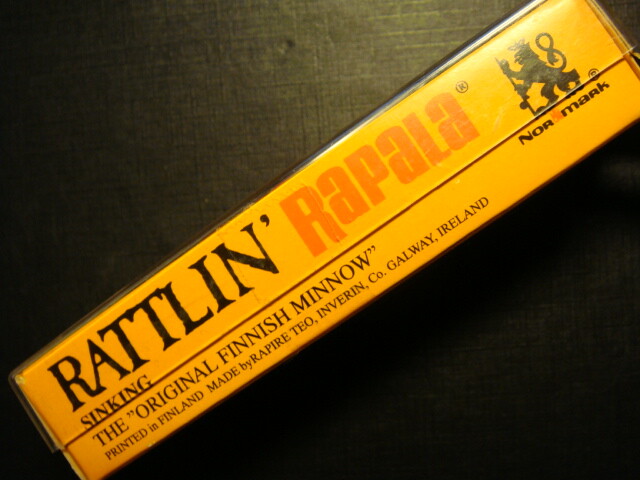 RATTLIN' Rapala®
SINKING
THE "ORIGINAL FINNISH MINNOW"
PRINTED in FINLAND MADE by RAPIRE TEO, INVERIN, Co. GALWAY, IRELAND
©
Normark